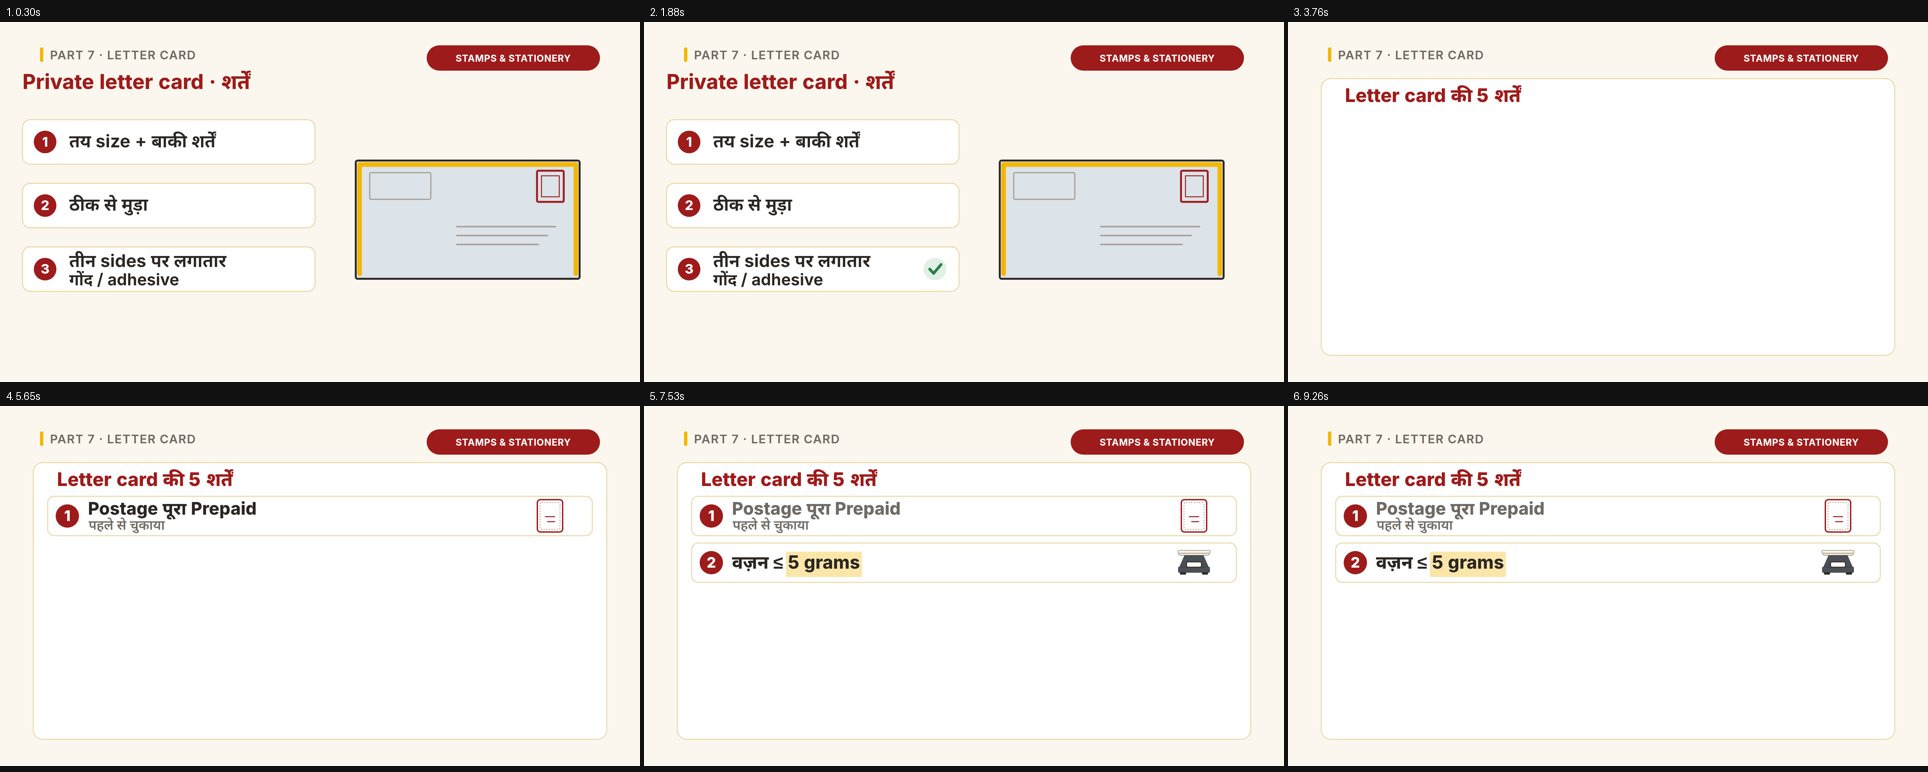 1. 0.30s
PART 7 · LETTER CARD
STAMPS & STATIONERY
Private letter card · शर्तें
1 तय size + बाकी शर्तें
2 ठीक से मुड़ा
3 तीन sides पर लगातार
गोंद / adhesive
2. 1.88s
PART 7 · LETTER CARD
STAMPS & STATIONERY
Private letter card · शर्तें
1 तय size + बाकी शर्तें
2 ठीक से मुड़ा
3 तीन sides पर लगातार
गोंद / adhesive
3. 3.76s
PART 7 · LETTER CARD
STAMPS & STATIONERY
Letter card की 5 शर्तें
4. 5.65s
PART 7 · LETTER CARD
STAMPS & STATIONERY
Letter card की 5 शर्तें
1 Postage पूरा Prepaid
पहले से चुकाया
5. 7.53s
PART 7 · LETTER CARD
STAMPS & STATIONERY
Letter card की 5 शर्तें
1 Postage पूरा Prepaid
पहले से चुकाया
2 वज़न ≤ 5 grams
6. 9.26s
PART 7 · LETTER CARD
STAMPS & STATIONERY
Letter card की 5 शर्तें
1 Postage पूरा Prepaid
पहले से चुकाया
2 वज़न ≤ 5 grams